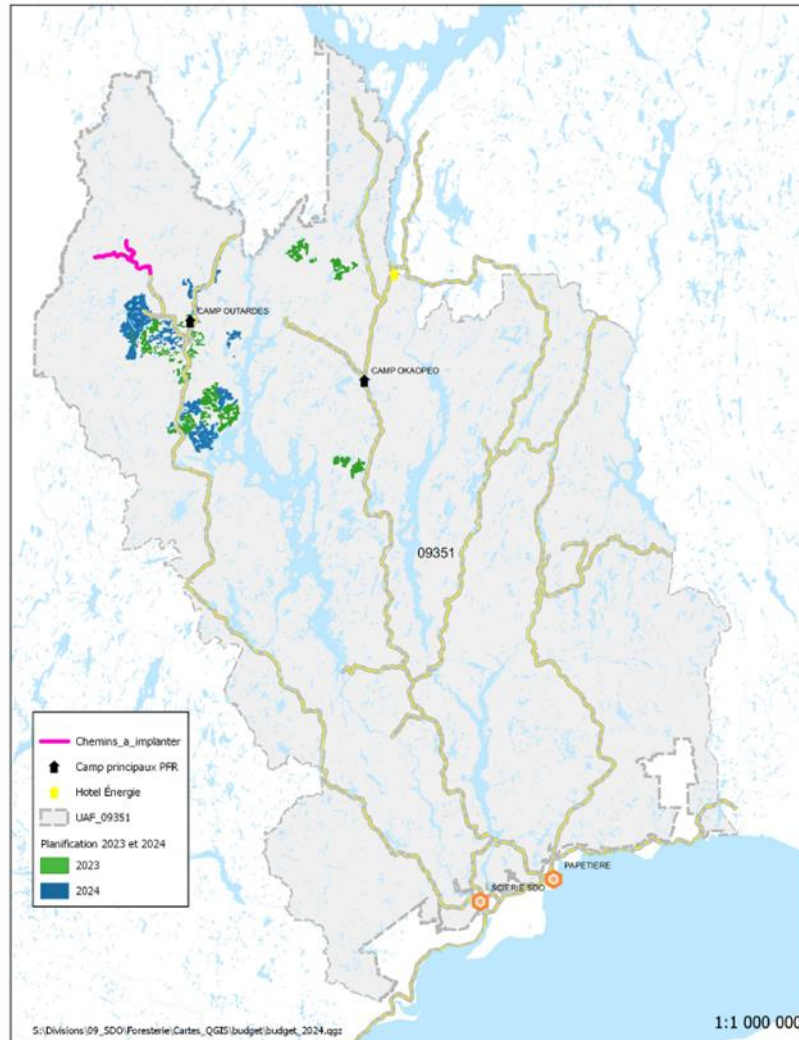 CAMP OUTARDES
CAMP OKAOPEO
09351
Chemins_a_implanter
Camp principaux PFR
Hotel Énergie
UAF_09351
Planification 2023 et 2024
2023
2024
PAPETIERE
SCIERIE SDO
S:\Divisions\09_SDO\Foresterie\Cartes_QGIS\budget\budget_2024.qgz
1:1 000 000